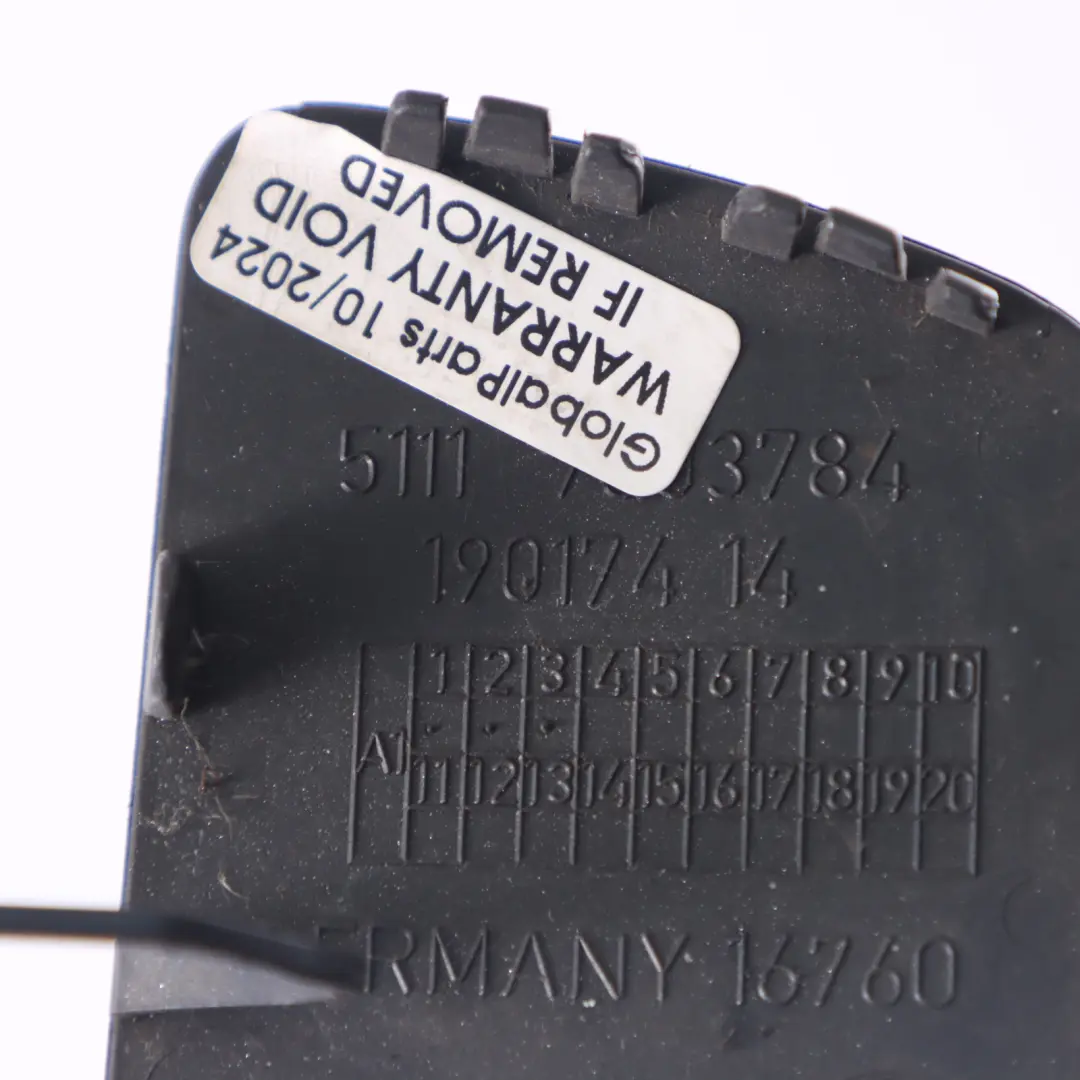 GlobalParts 10/2024
WARRANTY VOID
IF REMOVED
5111
190174 14
1 2 3 4 5 6 7 8 9 10
A1
11 12 13 14 15 16 17 18 19 20
ERMANY 16760